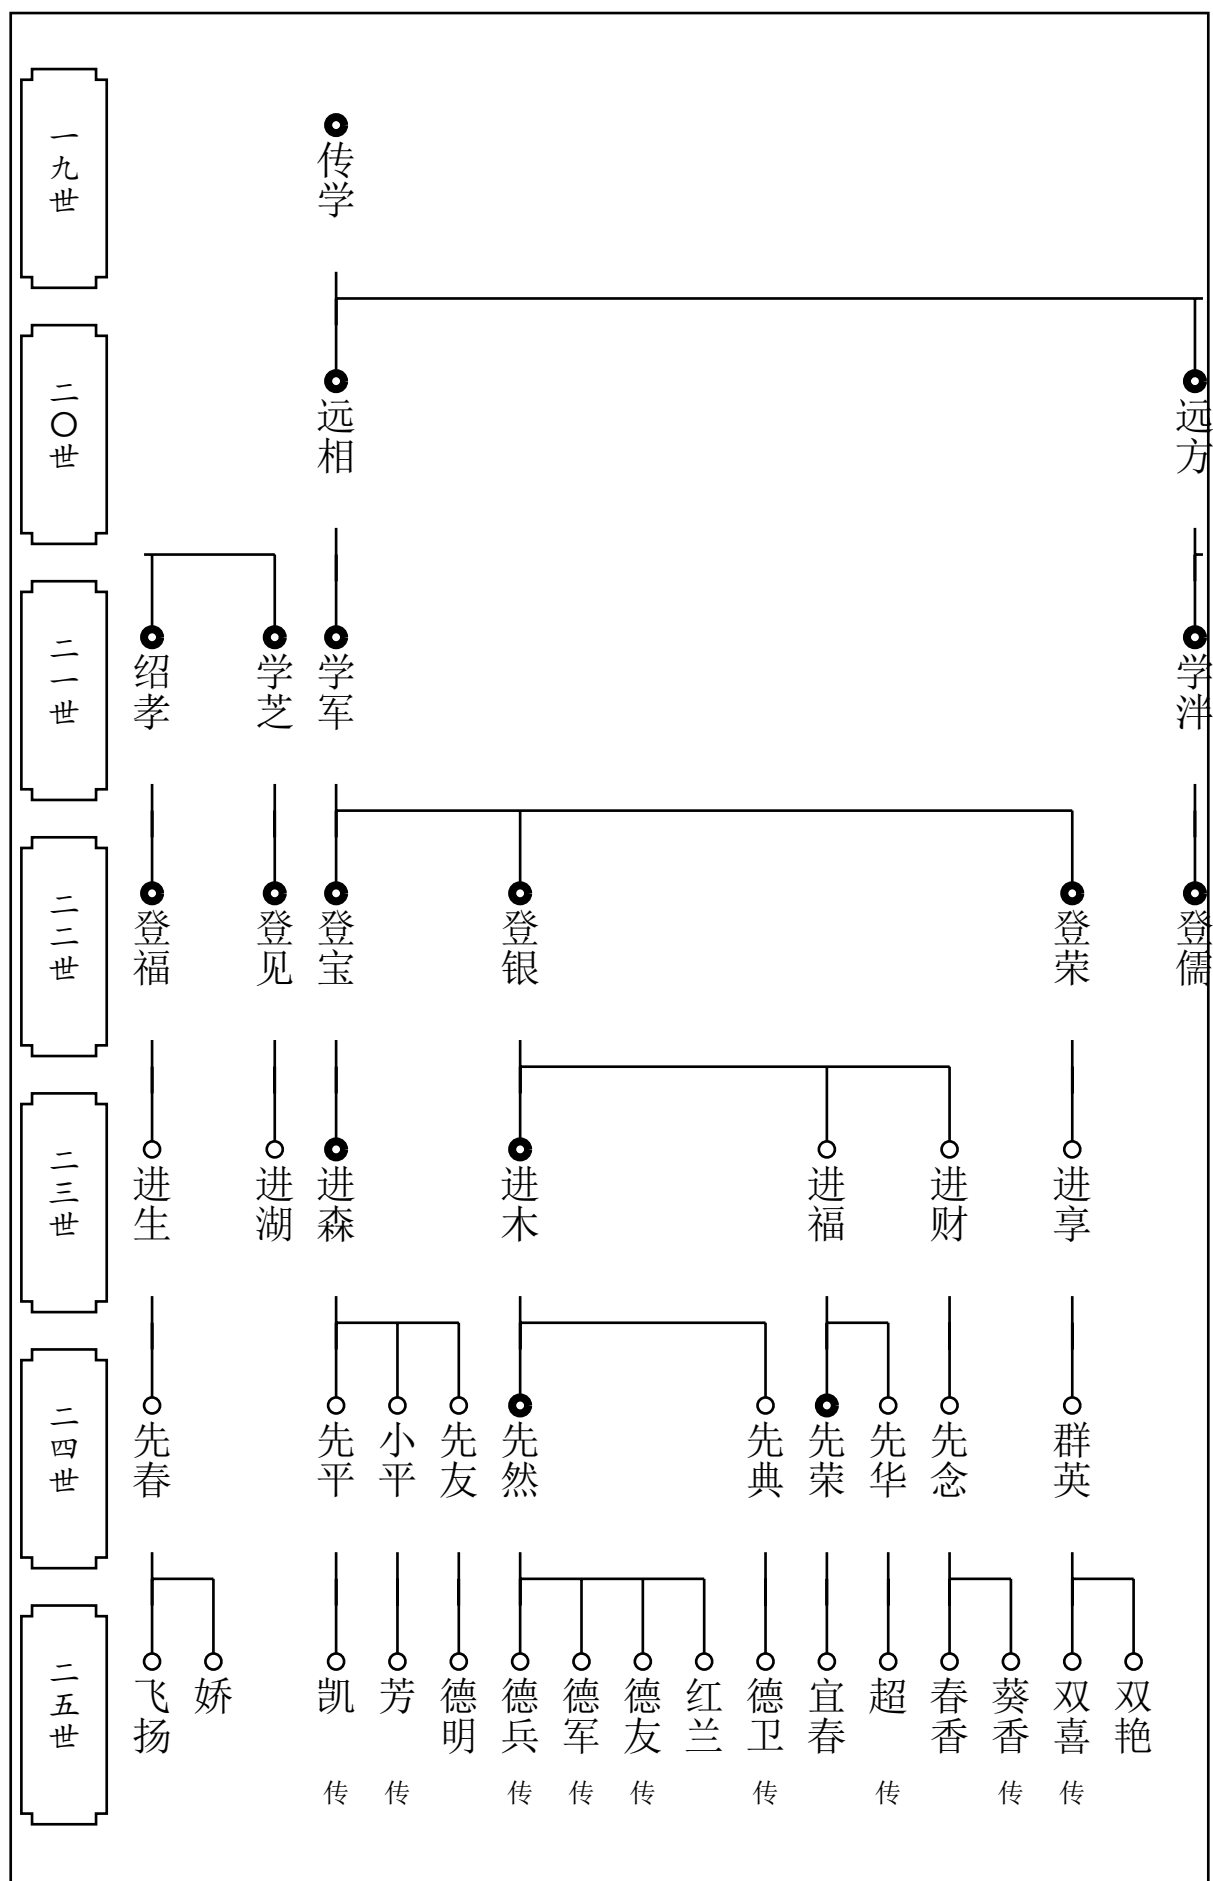 一九世
传学
二〇世
远相
远方
二一世
绍孝
学芝
学军
学泮
二二世
登福
登见
登宝
登银
登荣
登儒
二三世
进生
进湖
进森
进木
进福
进财
进享
二四世
先春
先平
小平
先友
先然
先典
先荣
先华
先念
群英
二五世
飞扬
娇
凯
芳
德明
德兵
德军
德友
红兰
德卫
宜春
超
春香
葵香
双喜
双艳
传
传
传
传
传
传
传
传
传